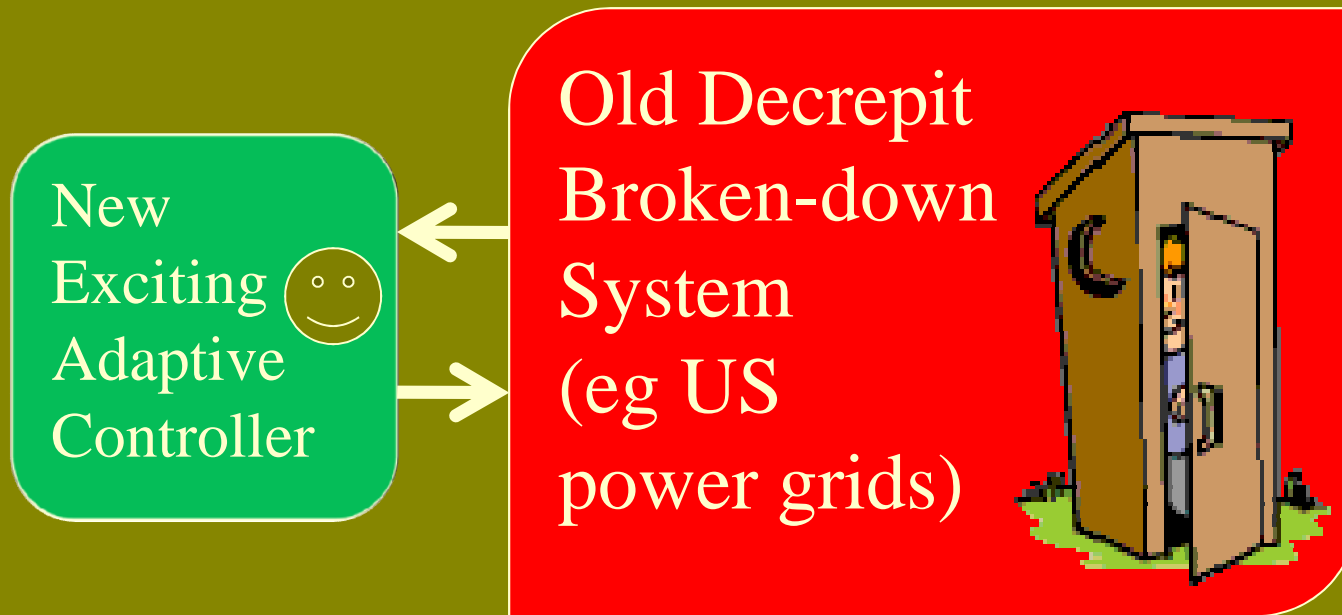 New
Exciting
Adaptive
Controller
Old Decrepit
Broken-down
System
(eg US
power grids)